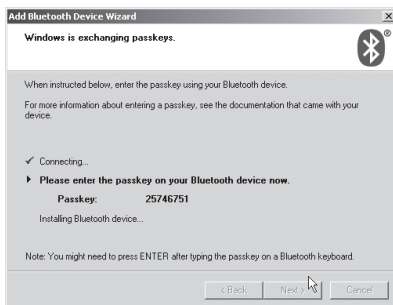 Add Bluetooth Device Wizard
Windows is exchanging passkeys.
When instructed below, enter the passkey using your Bluetooth device.
For more information about entering a passkey, see the documentation that came with your
device.
Connecting...
Please enter the passkey on your Bluetooth device now.
Passkey: 25746751
Installing Bluetooth device...
Note: You might need to press ENTER after typing the passkey on a Bluetooth keyboard.
< Back Next > Cancel